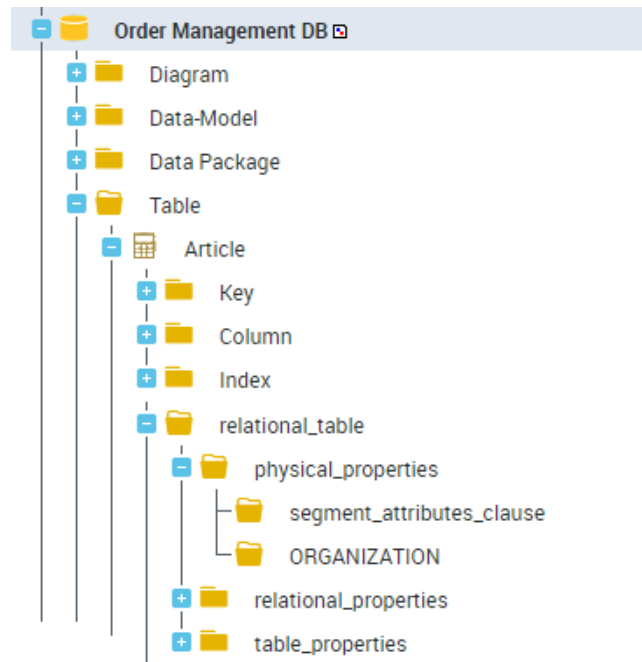 Order Management DB
Diagram
Data-Model
Data Package
Table
Article
Key
Column
Index
relational_table
physical_properties
segment_attributes_clause
ORGANIZATION
relational_properties
table_properties